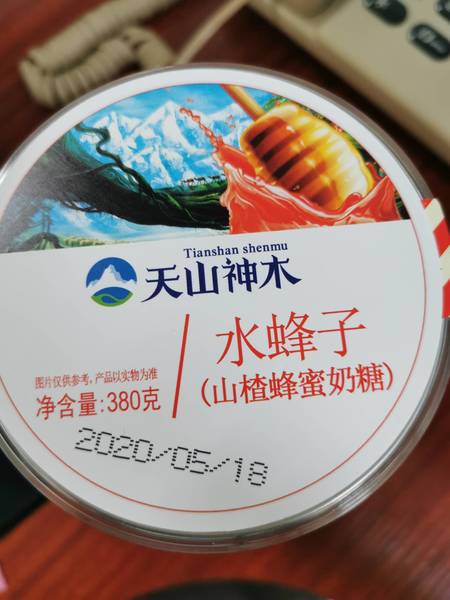 Tianshan shenmu
天山神木
水蜂子
(山楂蜂蜜奶糖)
图片仅供参考,产品以实物为准
净含量:380克
2020/05/18